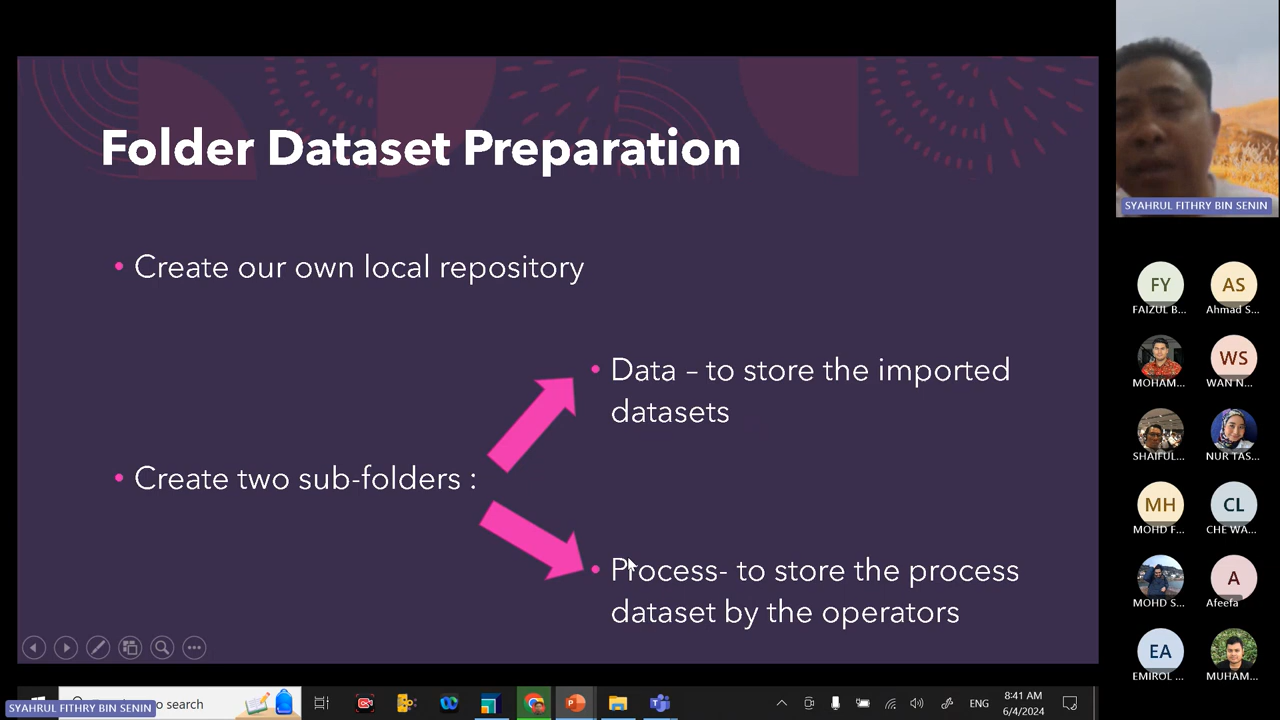 Folder Dataset Preparation
• Create our own local repository
• Data – to store the imported
datasets
• Create two sub-folders :
• Process- to store the process
dataset by the operators
SYAHRUL FITHRY BIN SENIN
FY
FAIZUL B...
AS
Ahmad S...
MOHAM...
WS
WAN N...
SHAIFUL...
NUR TAS...
MH
MOHD F...
CL
CHE WA...
MOHD S...
A
Afeefa
EA
EMIROL ...
MUHAM...
SYAHRUL FITHRY BIN SENIN
to search
ENG
8:41 AM
6/4/2024